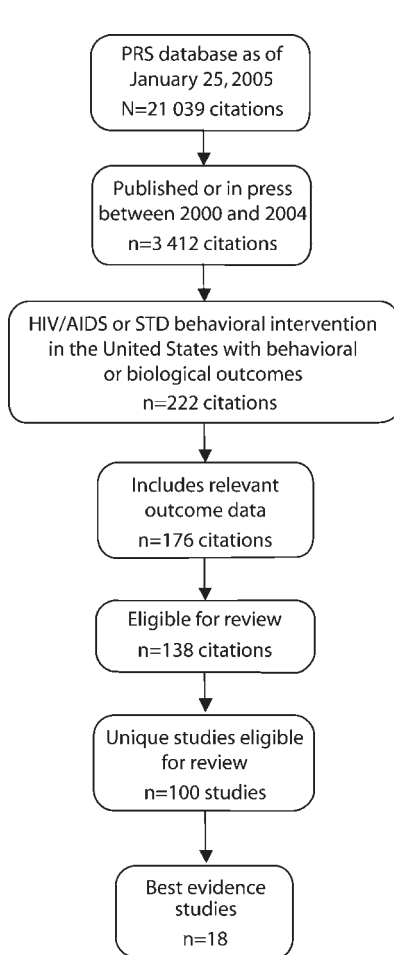 PRS database as of
January 25, 2005
N=21 039 citations
Published or in press
between 2000 and 2004
n=3 412 citations
HIV/AIDS or STD behavioral intervention
in the United States with behavioral
or biological outcomes
n=222 citations
Includes relevant
outcome data
n=176 citations
Eligible for review
n=138 citations
Unique studies eligible
for review
n=100 studies
Best evidence
studies
n=18